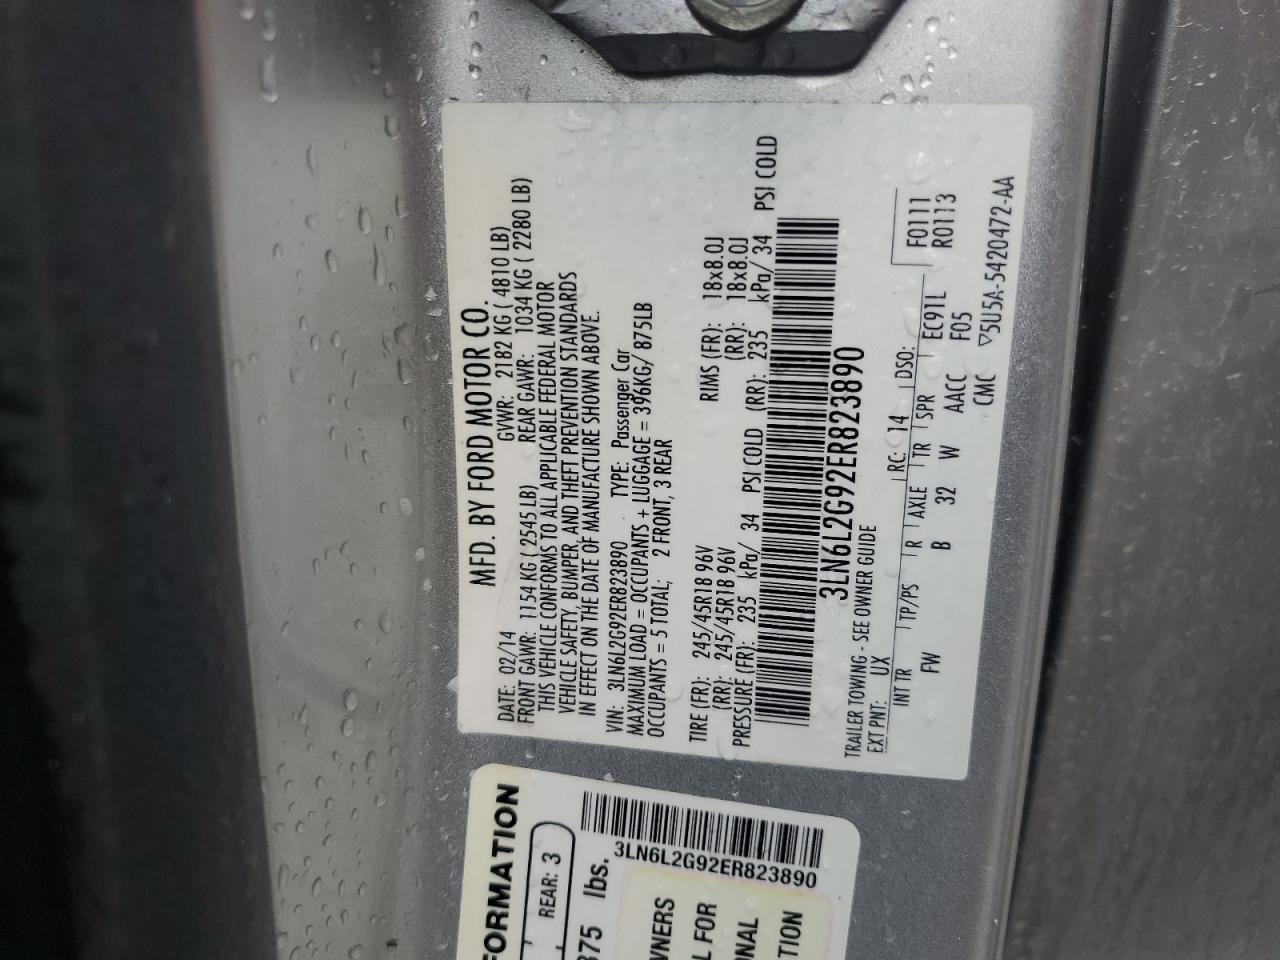 MFD. BY FORD MOTOR CO.
DATE: 02/14 GVWR: 2182 KG ( 4810 LB)
FRONT GAWR: 1154 KG ( 2545 LB) REAR GAWR: 1034 KG ( 2280 LB)
THIS VEHICLE CONFORMS TO ALL APPLICABLE FEDERAL MOTOR
VEHICLE SAFETY, BUMPER, AND THEFT PREVENTION STANDARDS
IN EFFECT ON THE DATE OF MANUFACTURE SHOWN ABOVE.
VIN: 3LN6L2G92ER823890 TYPE: Passenger Car
MAXIMUM LOAD = OCCUPANTS + LUGGAGE = 396KG/ 875LB
OCCUPANTS = 5 TOTAL; 2 FRONT, 3 REAR
TIRE (FR): 245/45R18 96V RIMS (FR): 18x8.0J
(RR): 245/45R18 96V (RR): 18x8.0J
PRESSURE (FR): 235 kPa/ 34 PSI COLD (RR): 235 kPa/ 34 PSI COLD
3LN6L2G92ER823890
TRAILER TOWING - SEE OWNER GUIDE
EXT PNT: UX RC: 14 DSO: F0111
INT TR TP/PS R AXLE TR SPR EC91L R0113
FW B 32 W AACC F05
CMC ▽5U5A-5420472-AA
FORMATION
REAR: 3
875 lbs.
3LN6L2G92ER823890
WNERS
L FOR
ONAL
TION